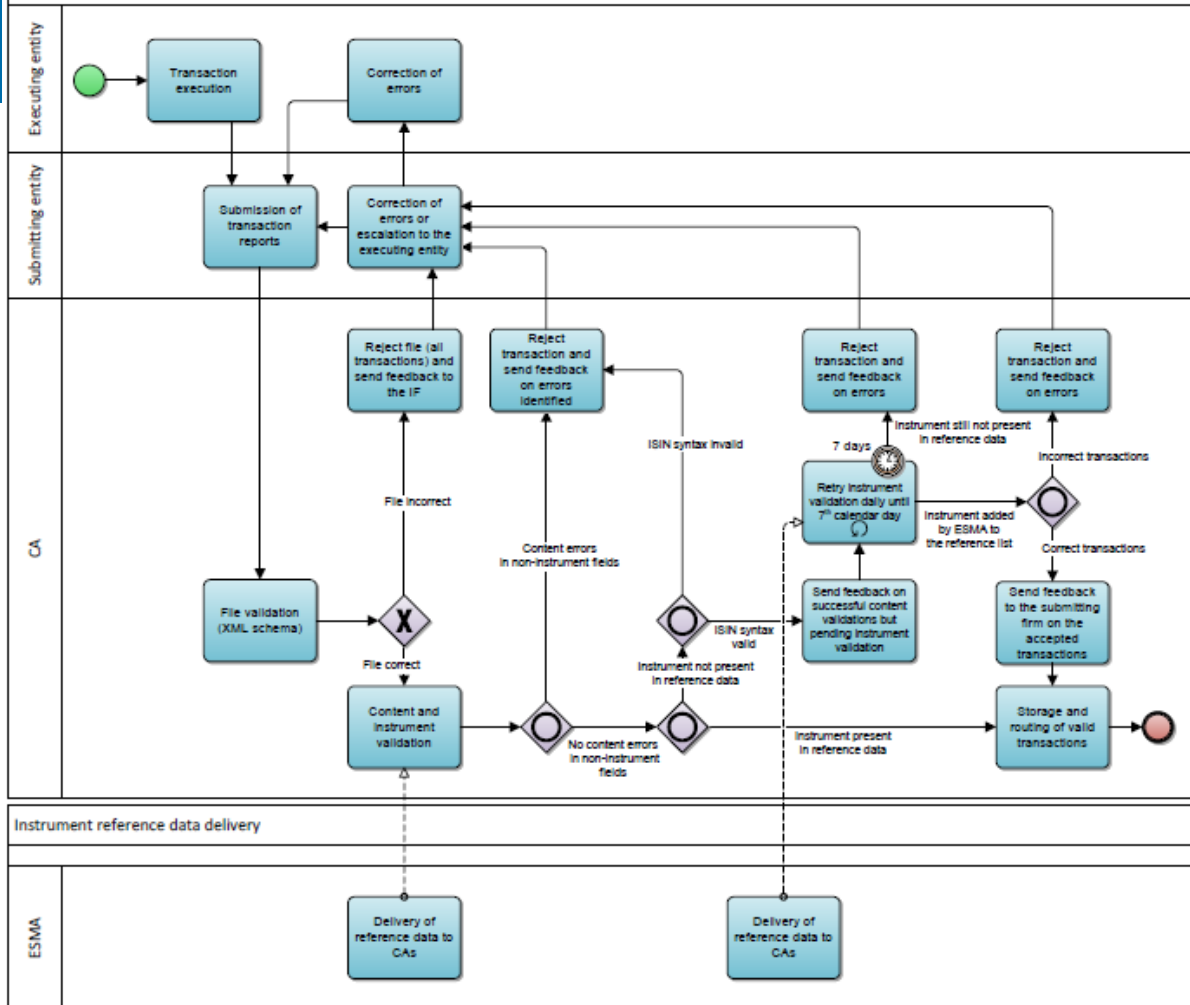 Executing entity
Transaction
execution
Correction of
errors
Submitting entity
Submission of
transaction
reports
Correction of
errors or
escalation to the
executing entity
CA
Reject file (all
transactions) and
send feedback to
the IF
Reject
transaction and
send feedback
on errors
identified
Reject
transaction and
send feedback
on errors
Reject
transaction and
send feedback
on errors
Instrument still not present
in reference data
7 days
ISIN syntax invalid
Incorrect transactions
File incorrect
Retry instrument
validation daily until
7th calendar day
Instrument added
by ESMA to
the reference list
Content errors
in non-instrument fields
Correct transactions
File validation
(XML schema)
X
ISIN syntax
valid
Send feedback on
successful content
validations but
pending instrument
validation
Send feedback
to the submitting
firm on the
accepted
transactions
File correct
Instrument not present
in reference data
Content and
instrument
validation
No content errors
in non-instrument
fields
Instrument present
in reference data
Storage and
routing of valid
transactions
Instrument reference data delivery
ESMA
Delivery of
reference data to
CAs
Delivery of
reference data to
CAs